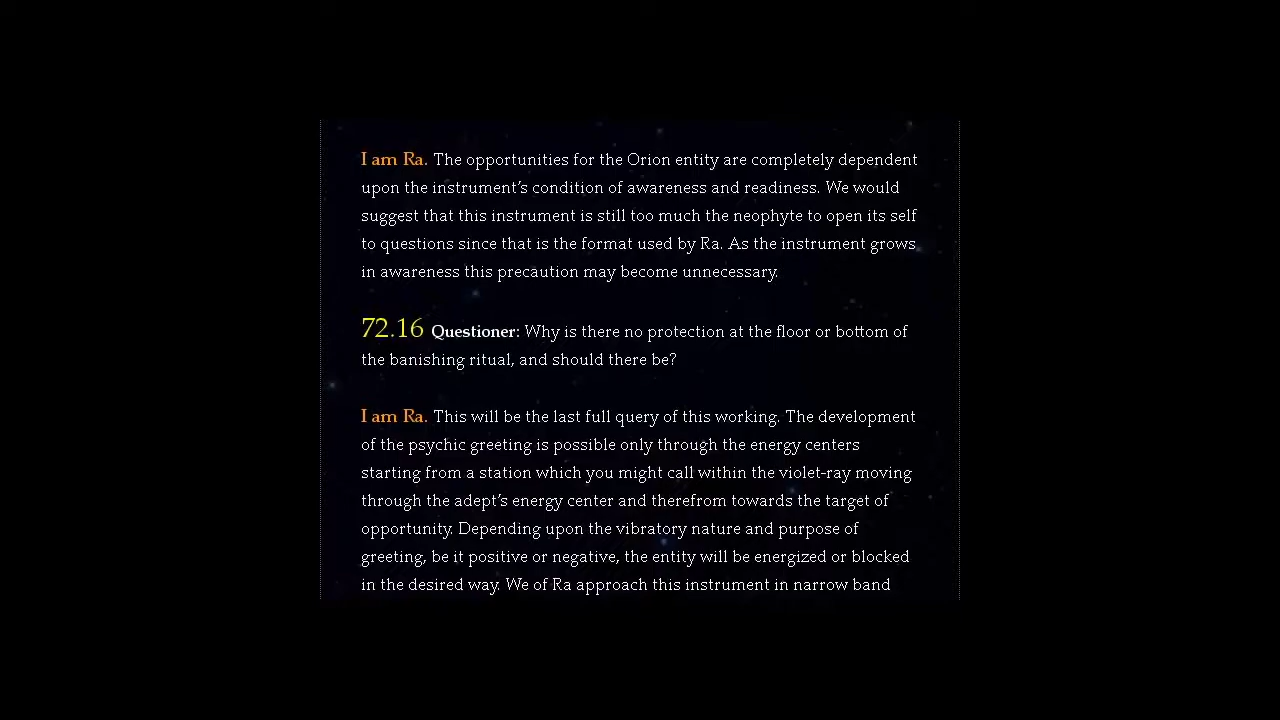 I am Ra. The opportunities for the Orion entity are completely dependent
upon the instrument's condition of awareness and readiness. We would
suggest that this instrument is still too much the neophyte to open its self
to questions since that is the format used by Ra. As the instrument grows
in awareness this precaution may become unnecessary.
72.16 Questioner: Why is there no protection at the floor or bottom of
the banishing ritual, and should there be?
I am Ra. This will be the last full query of this working. The development
of the psychic greeting is possible only through the energy centers
starting from a station which you might call within the violet-ray moving
through the adept's energy center and therefrom towards the target of
opportunity. Depending upon the vibratory nature and purpose of
greeting, be it positive or negative, the entity will be energized or blocked
in the desired way. We of Ra approach this instrument in narrow band